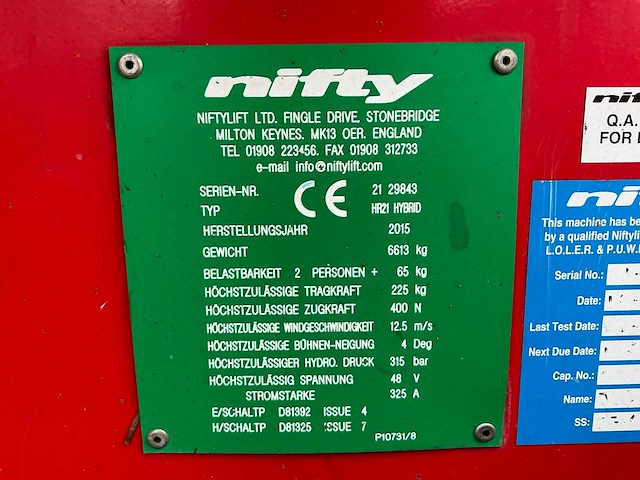 nifty
NIFTYLIFT LTD. FINGLE DRIVE, STONEBRIDGE
MILTON KEYNES. MK13 OER. ENGLAND
TEL 01908 223456. FAX 01908 312733
e-mail info@niftylift.com
SERIEN-NR. CE 21 29843
TYP HR21 HYBRID
HERSTELLUNGSJAHR 2015
GEWICHT 6613 kg
BELASTBARKEIT 2 PERSONEN + 65 kg
HÖCHSTZULÄSSIGE TRAGKRAFT 225 kg
HÖCHSTZULÄSSIGE ZUGKRAFT 400 N
HÖCHSTZULÄSSIGE WINDGESCHWINDIGKEIT 12.5 m/s
HÖCHSTZULÄSSIGE BÜHNEN-NEIGUNG 4 Deg
HÖCHSTZULÄSSIGER HYDRO. DRUCK 315 bar
HÖCHSTZULÄSSIG SPANNUNG 48 V
STROMSTARKE 325 A
E/SCHALTP D81392 ISSUE 4
H/SCHALTP D81325 ISSUE 7
P10731/8
Q.A.
FOR
This machine has be
by a qualified Niftyli
L.O.L.E.R. & P.U.W.
Serial No.:
Date:
Last Test Date:
Next Due Date:
Cap. No.:
Name:
SS: